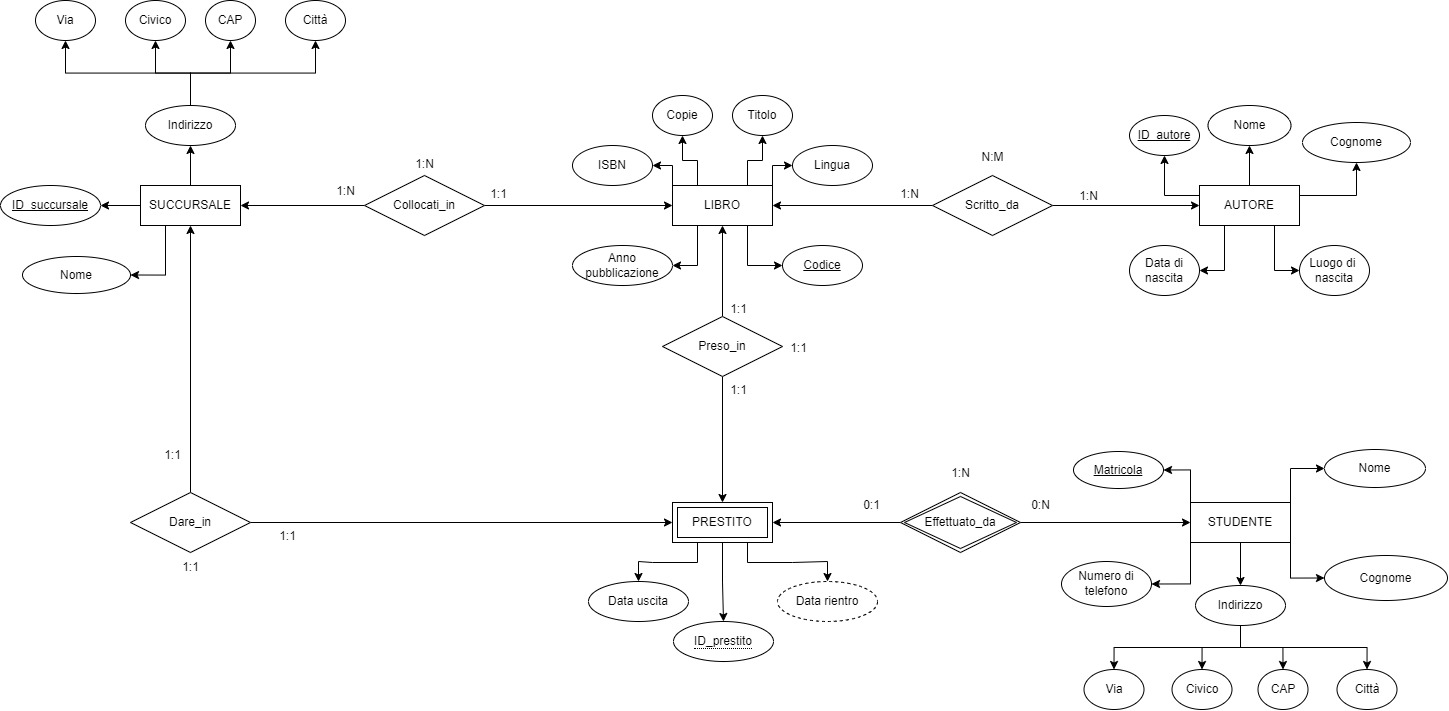 Via
Civico
CAP
Città
Indirizzo
Copie
Titolo
ID_autore
Nome
Cognome
1:N
N:M
ISBN
Lingua
ID_succursale
SUCCURSALE
1:N
Collocati_in
1:1
LIBRO
1:N
Scritto_da
1:N
AUTORE
Nome
Anno
pubblicazione
Codice
Data di
nascita
Luogo di
nascita
1:1
Preso_in
1:1
1:1
1:1
Matricola
Nome
1:N
Dare_in
1:1
1:1
PRESTITO
0:1
Effettuato_da
0:N
STUDENTE
Data uscita
Data rientro
ID_prestito
Numero di
telefono
Cognome
Indirizzo
Via
Civico
CAP
Città